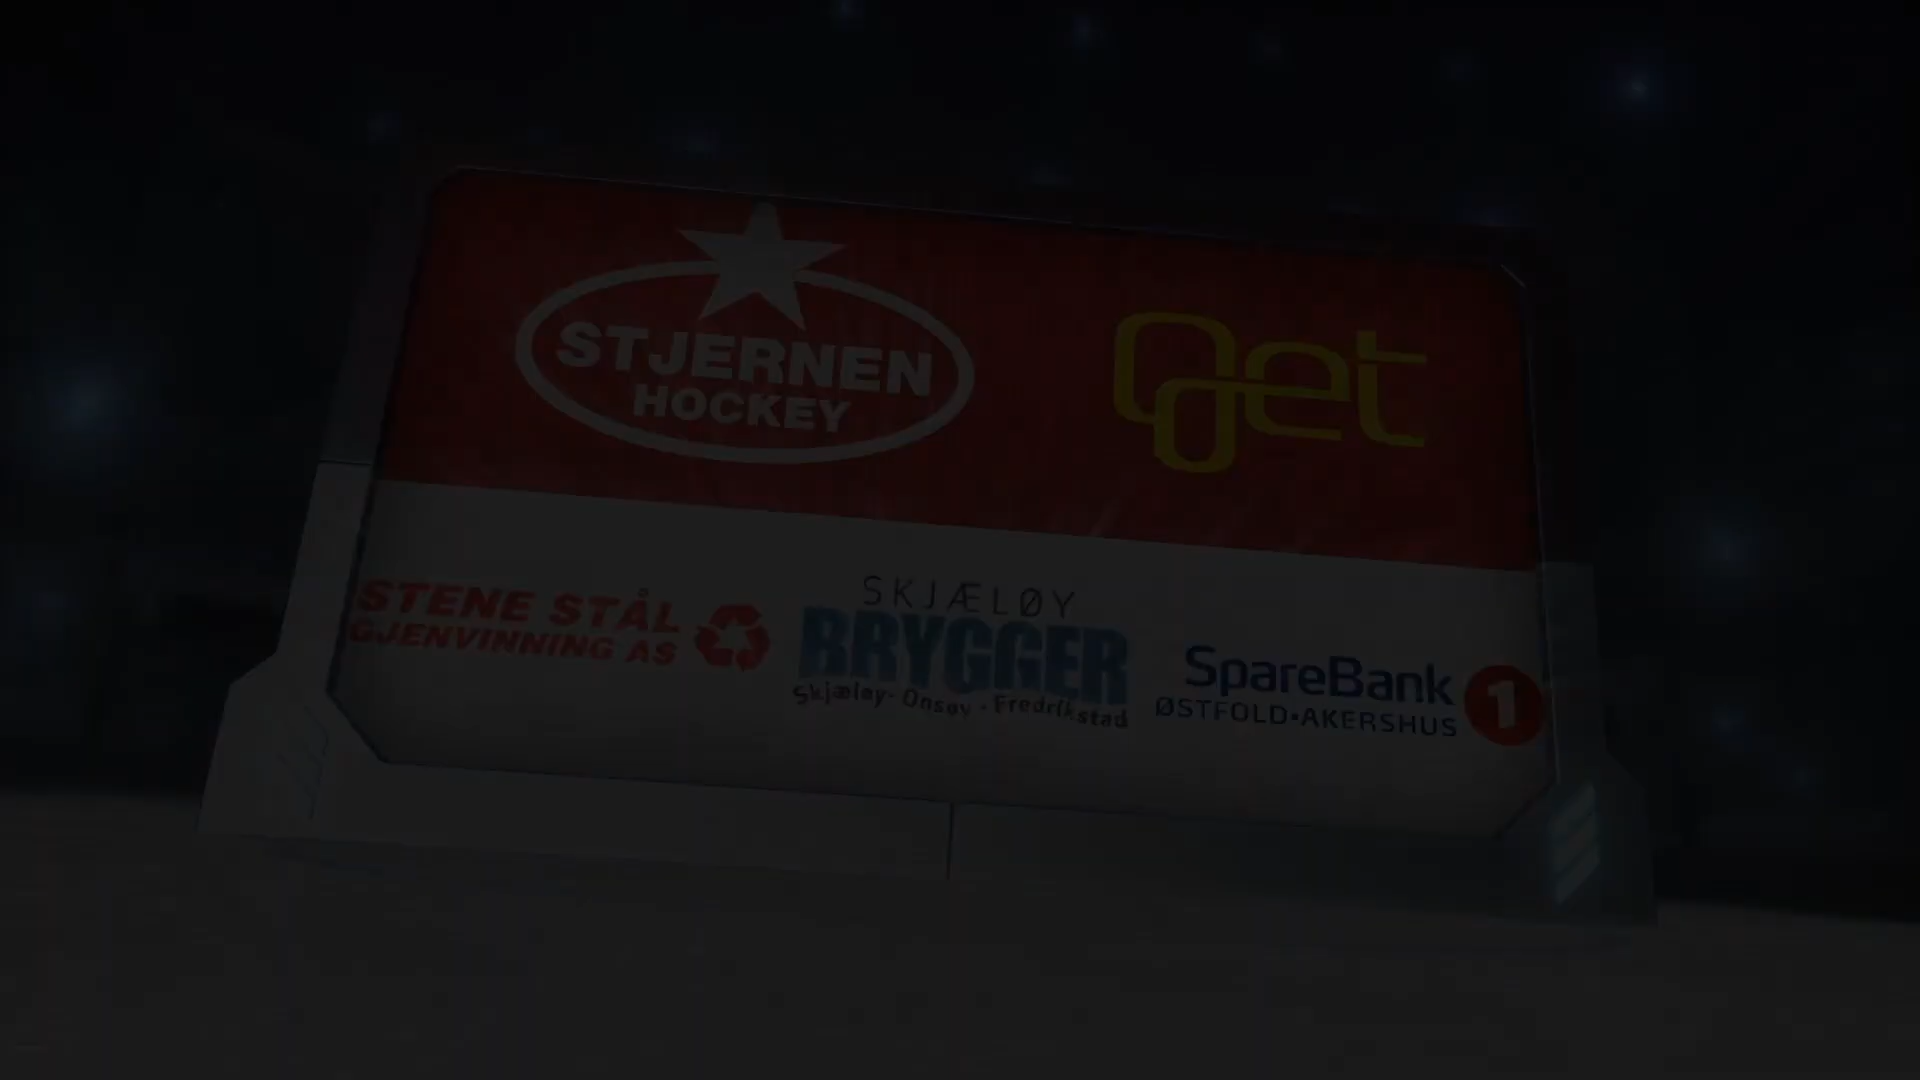 STJERNEN
HOCKEY
get
STENE STÅL
GJENVINNING AS
SKJÆLØY
BRYGGER
Skjæløy - Onsøy - Fredrikstad
SpareBank 1
ØSTFOLD•AKERSHUS